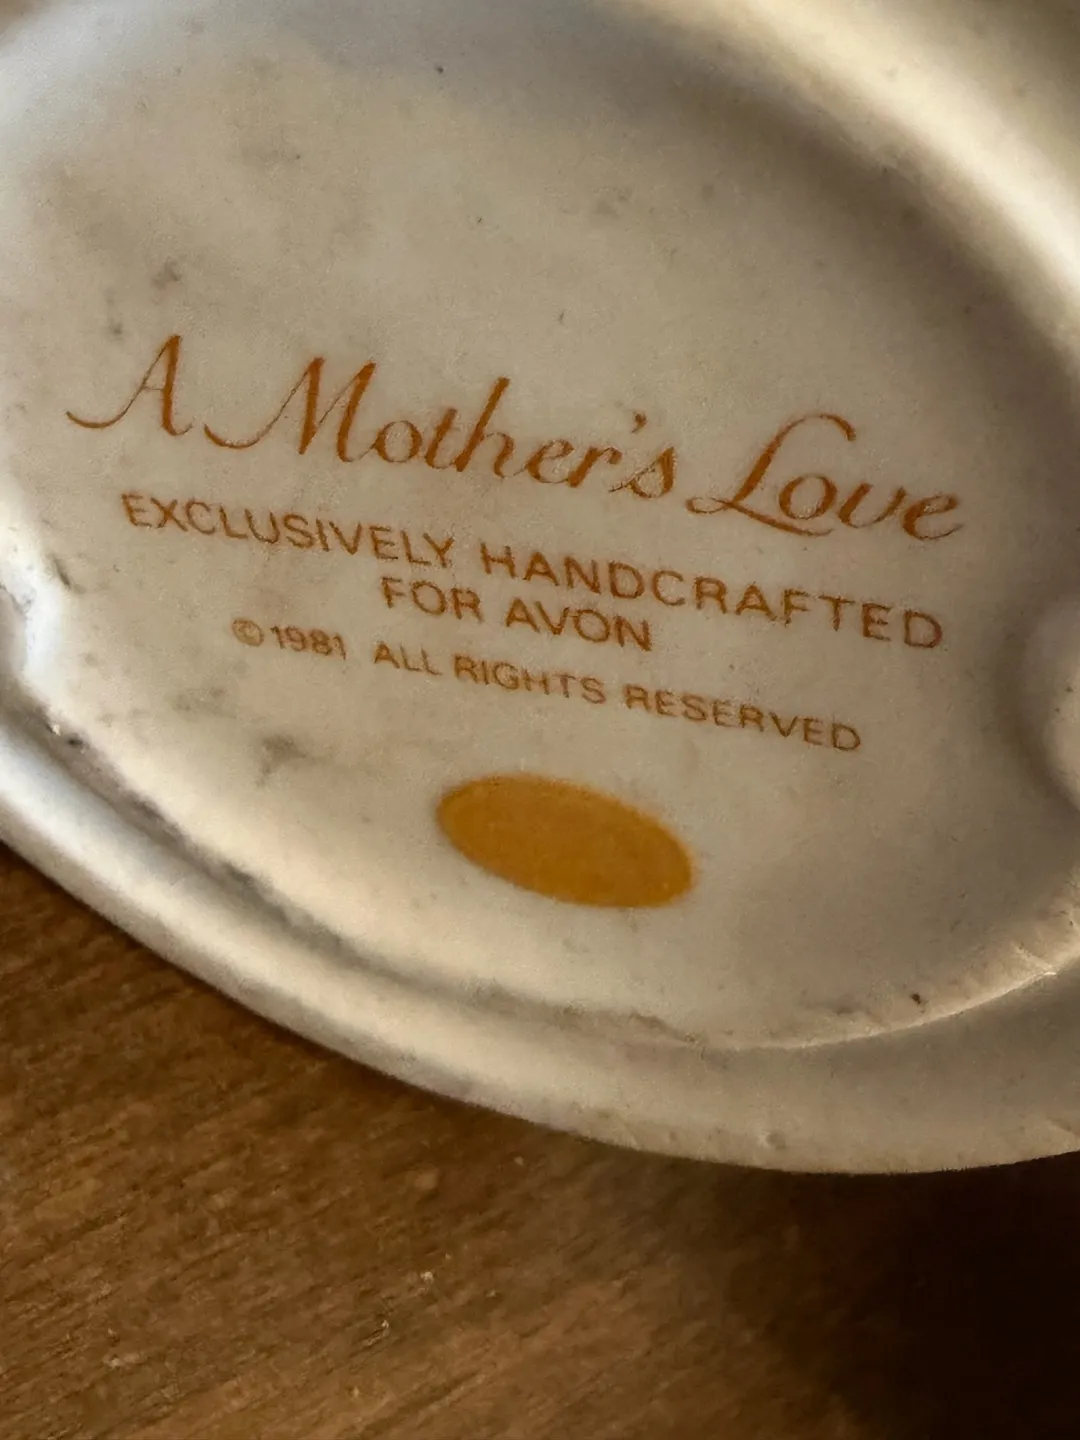 A Mother's Love
EXCLUSIVELY HANDCRAFTED
FOR AVON
©1981 ALL RIGHTS RESERVED